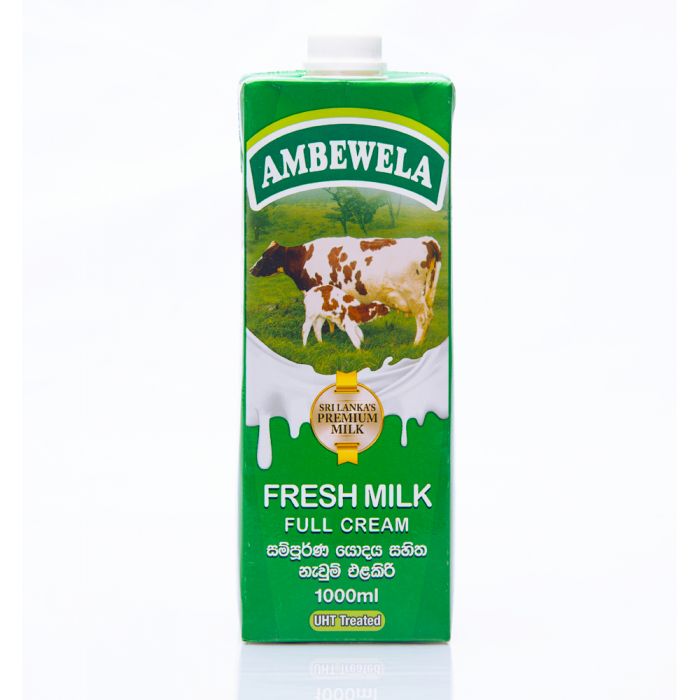 AMBEWELA
SRI LANKA'S
PREMIUM
MILK
FRESH MILK
FULL CREAM
සම්පූර්ණ යොදය සහිත
නැවුම් එළකිරි
1000ml
UHT Treated